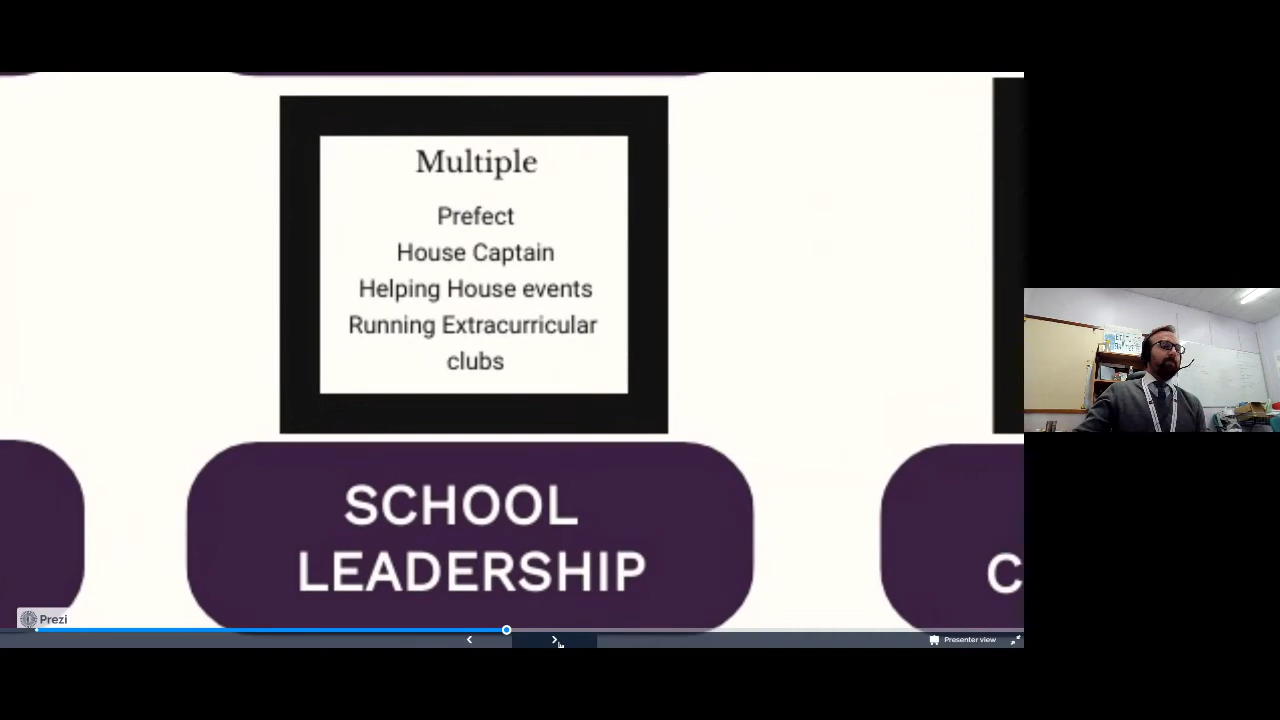 Multiple
Prefect
House Captain
Helping House events
Running Extracurricular
clubs
SCHOOL
LEADERSHIP
C
Prezi
Presenter view